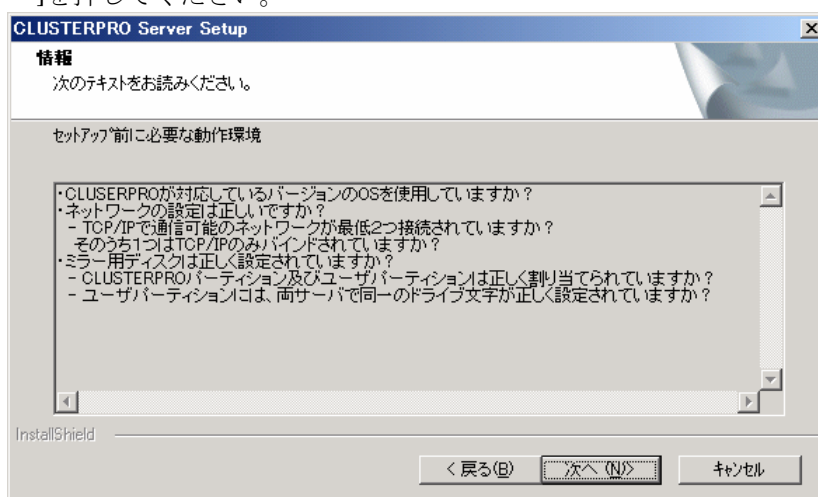 ]を押してください。
CLUSTERPRO Server Setup
情報
次のテキストをお読みください。
セットアップ前に必要な動作環境
・CLUSERPROが対応しているバージョンのOSを使用していますか？
・ネットワークの設定は正しいですか？
－ TCP/IPで通信可能のネットワークが最低2つ接続されていますか？
そのうち1つはTCP/IPのみバインドされていますか？
・ミラー用ディスクは正しく設定されていますか？
－ CLUSTERPROパーティション及びユーザパーティションは正しく割り当てられていますか？
－ ユーザパーティションには、両サーバで同一のドライブ文字が正しく設定されていますか？
InstallShield
< 戻る(B) 次へ (N)> キャンセル